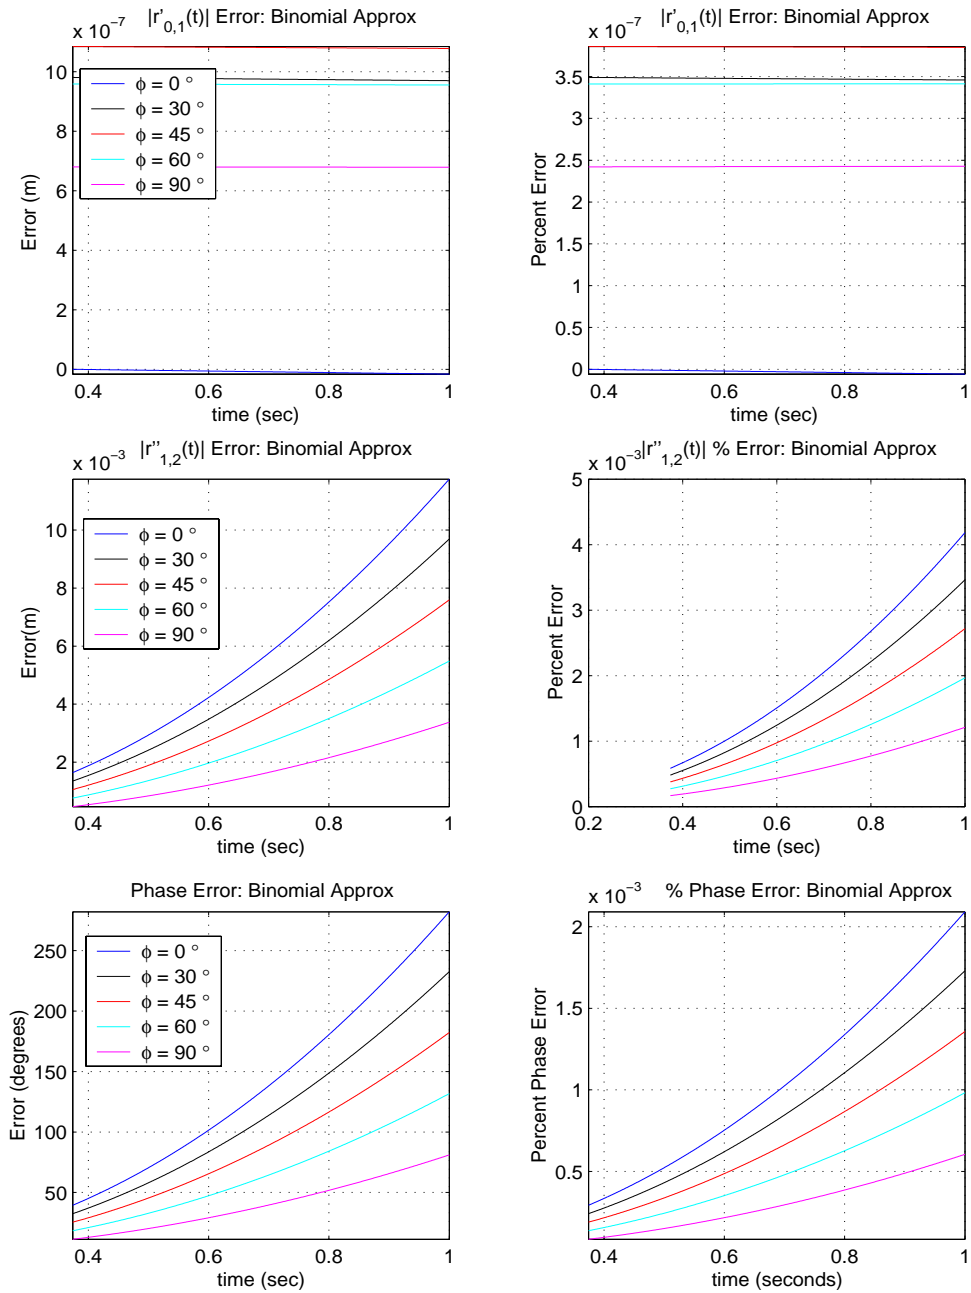 x 10⁻⁷ |r'0,1(t)| Error: Binomial Approx
Error (m)
10
8
6
4
2
0
0.4 0.6 0.8 1
time (sec)
ϕ = 0 °
ϕ = 30 °
ϕ = 45 °
ϕ = 60 °
ϕ = 90 °
x 10⁻⁷ |r'0,1(t)| Error: Binomial Approx
Percent Error
3.5
3
2.5
2
1.5
1
0.5
0
0.4 0.6 0.8 1
time (sec)
x 10⁻³ |r''1,2(t)| Error: Binomial Approx
Error(m)
10
8
6
4
2
0.4 0.6 0.8 1
time (sec)
ϕ = 0 °
ϕ = 30 °
ϕ = 45 °
ϕ = 60 °
ϕ = 90 °
x 10⁻³ |r''1,2(t)| % Error: Binomial Approx
Percent Error
5
4
3
2
1
0
0.2 0.4 0.6 0.8 1
time (sec)
Phase Error: Binomial Approx
Error (degrees)
250
200
150
100
50
0.4 0.6 0.8 1
time (sec)
ϕ = 0 °
ϕ = 30 °
ϕ = 45 °
ϕ = 60 °
ϕ = 90 °
x 10⁻³ % Phase Error: Binomial Approx
Percent Phase Error
2
1.5
1
0.5
0.4 0.6 0.8 1
time (seconds)